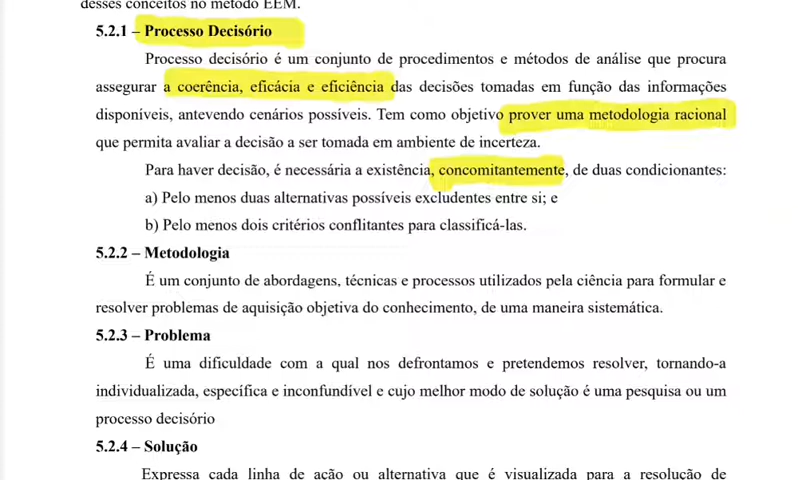 desses conceitos no método EEM.
5.2.1 – Processo Decisório
Processo decisório é um conjunto de procedimentos e métodos de análise que procura
assegurar a coerência, eficácia e eficiência das decisões tomadas em função das informações
disponíveis, antevendo cenários possíveis. Tem como objetivo prover uma metodologia racional
que permita avaliar a decisão a ser tomada em ambiente de incerteza.
Para haver decisão, é necessária a existência, concomitantemente, de duas condicionantes:
a) Pelo menos duas alternativas possíveis excludentes entre si; e
b) Pelo menos dois critérios conflitantes para classificá-las.
5.2.2 – Metodologia
É um conjunto de abordagens, técnicas e processos utilizados pela ciência para formular e
resolver problemas de aquisição objetiva do conhecimento, de uma maneira sistemática.
5.2.3 – Problema
É uma dificuldade com a qual nos defrontamos e pretendemos resolver, tornando-a
individualizada, específica e inconfundível e cujo melhor modo de solução é uma pesquisa ou um
processo decisório
5.2.4 – Solução
Expressa cada linha de ação ou alternativa que é visualizada para a resolução de